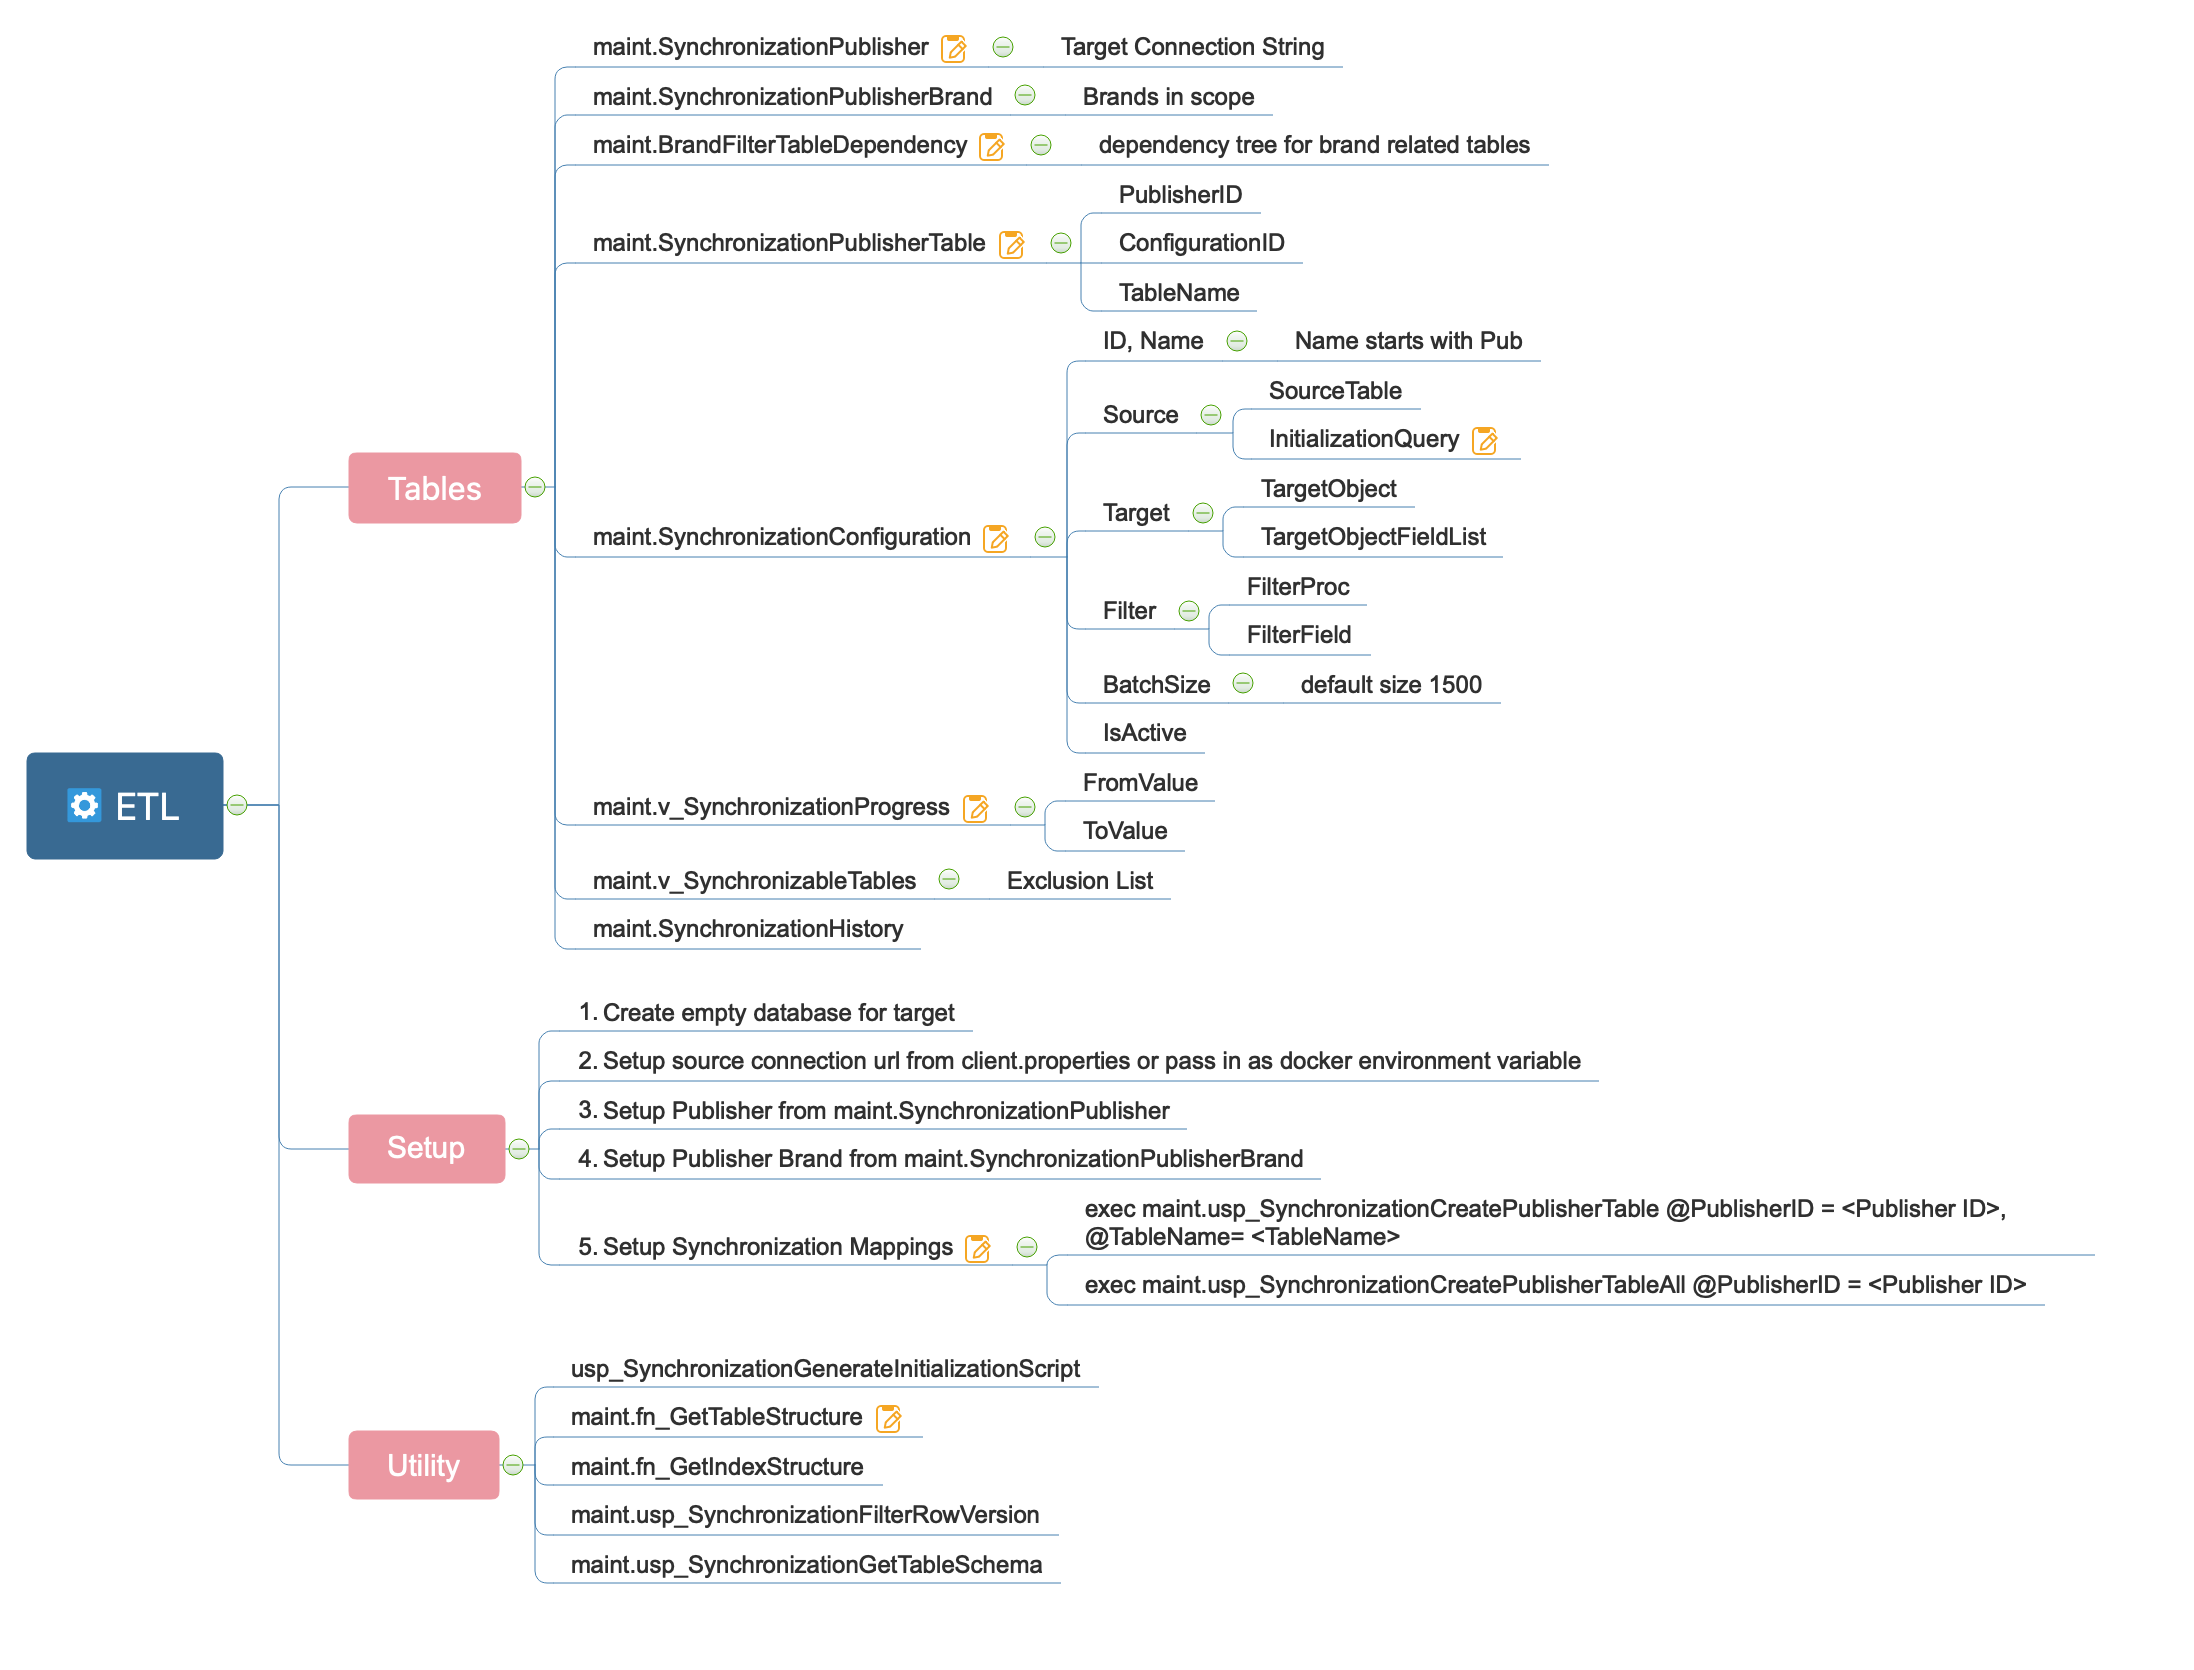 maint.SynchronizationPublisher
Target Connection String
maint.SynchronizationPublisherBrand
Brands in scope
maint.BrandFilterTableDependency
dependency tree for brand related tables
PublisherID
maint.SynchronizationPublisherTable
ConfigurationID
TableName
ID, Name
Name starts with Pub
SourceTable
Source
InitializationQuery
Tables
TargetObject
Target
maint.SynchronizationConfiguration
TargetObjectFieldList
FilterProc
Filter
FilterField
BatchSize
default size 1500
IsActive
FromValue
ETL
maint.v_SynchronizationProgress
ToValue
maint.v_SynchronizableTables
Exclusion List
maint.SynchronizationHistory
1. Create empty database for target
2. Setup source connection url from client.properties or pass in as docker environment variable
3. Setup Publisher from maint.SynchronizationPublisher
Setup
4. Setup Publisher Brand from maint.SynchronizationPublisherBrand
exec maint.usp_SynchronizationCreatePublisherTable @PublisherID = <Publisher ID>,
@TableName= <TableName>
5. Setup Synchronization Mappings
exec maint.usp_SynchronizationCreatePublisherTableAll @PublisherID = <Publisher ID>
usp_SynchronizationGenerateInitializationScript
maint.fn_GetTableStructure
Utility
maint.fn_GetIndexStructure
maint.usp_SynchronizationFilterRowVersion
maint.usp_SynchronizationGetTableSchema